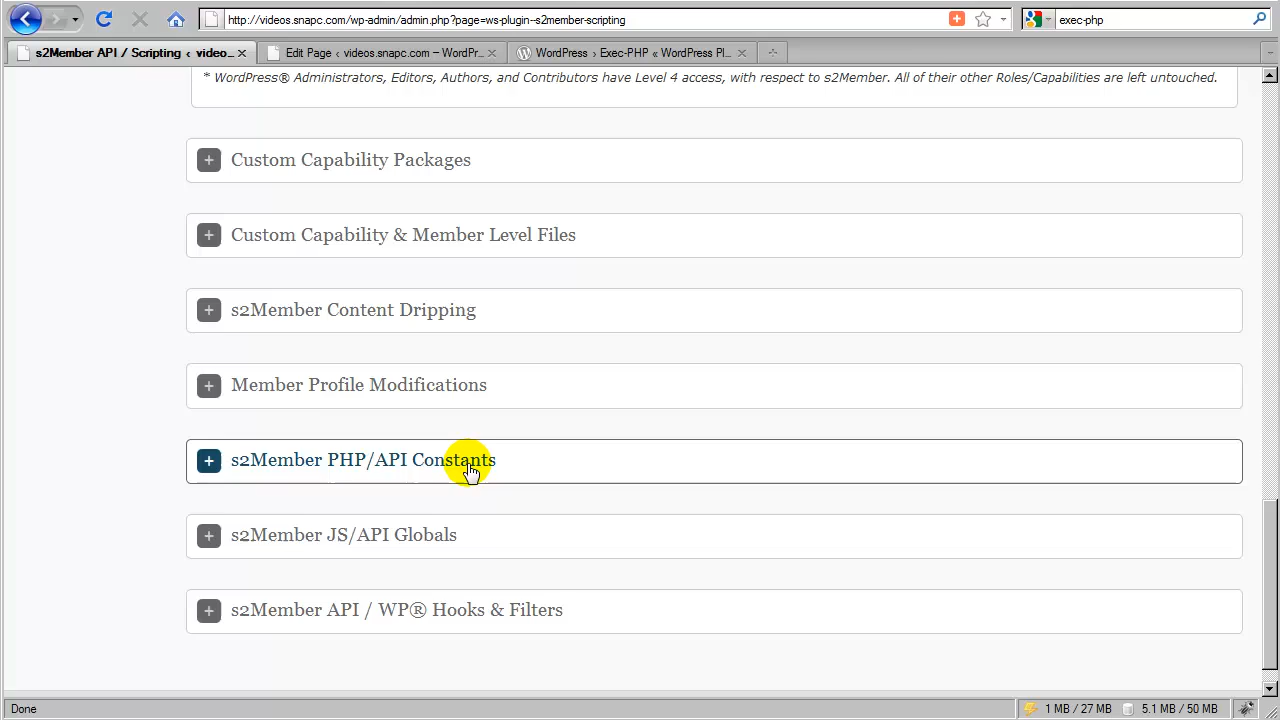 http://videos.snapc.com/wp-admin/admin.php?page=ws-plugin--s2member-scripting
exec-php
s2Member API / Scripting ‹ video...
Edit Page ‹ videos.snapc.com — WordPr...
WordPress › Exec-PHP « WordPress Pl...
* WordPress® Administrators, Editors, Authors, and Contributors have Level 4 access, with respect to s2Member. All of their other Roles/Capabilities are left untouched.
Custom Capability Packages
Custom Capability & Member Level Files
s2Member Content Dripping
Member Profile Modifications
s2Member PHP/API Constants
s2Member JS/API Globals
s2Member API / WP® Hooks & Filters
Done
1 MB / 27 MB
5.1 MB / 50 MB